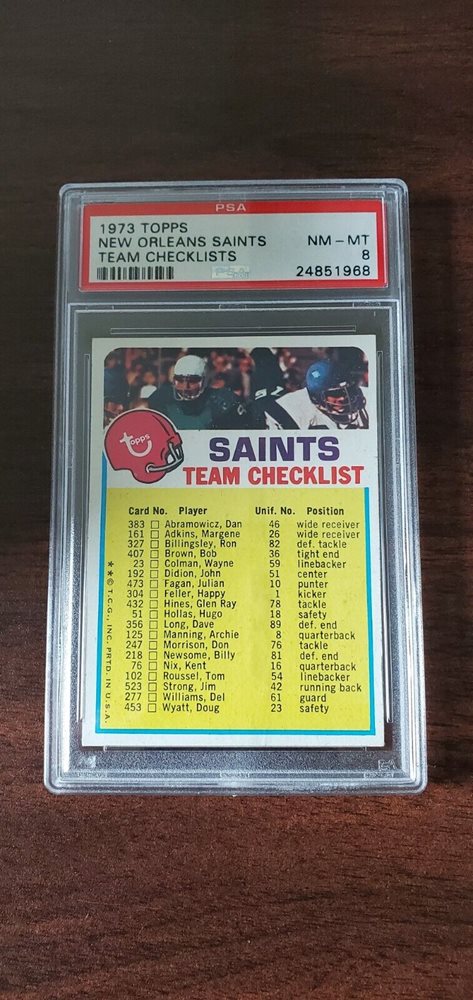 PSA
1973 TOPPS
NEW ORLEANS SAINTS NM - MT
TEAM CHECKLISTS 8
24851968
topps
SAINTS
TEAM CHECKLIST
Card No. Player Unif. No. Position
383 Abramowicz, Dan 46 wide receiver
161 Adkins, Margene 26 wide receiver
327 Billingsley, Ron 82 def. tackle
407 Brown, Bob 36 tight end
23 Colman, Wayne 59 linebacker
192 Didion, John 51 center
473 Fagan, Julian 10 punter
304 Feller, Happy 1 kicker
432 Hines, Glen Ray 78 tackle
51 Hollas, Hugo 18 safety
356 Long, Dave 89 def. end
125 Manning, Archie 8 quarterback
247 Morrison, Don 76 tackle
218 Newsome, Billy 81 def. end
76 Nix, Kent 16 quarterback
102 Roussel, Tom 54 linebacker
523 Strong, Jim 42 running back
277 Williams, Del 61 guard
453 Wyatt, Doug 23 safety
**© T.C.G., INC. PRTD. IN U.S.A.